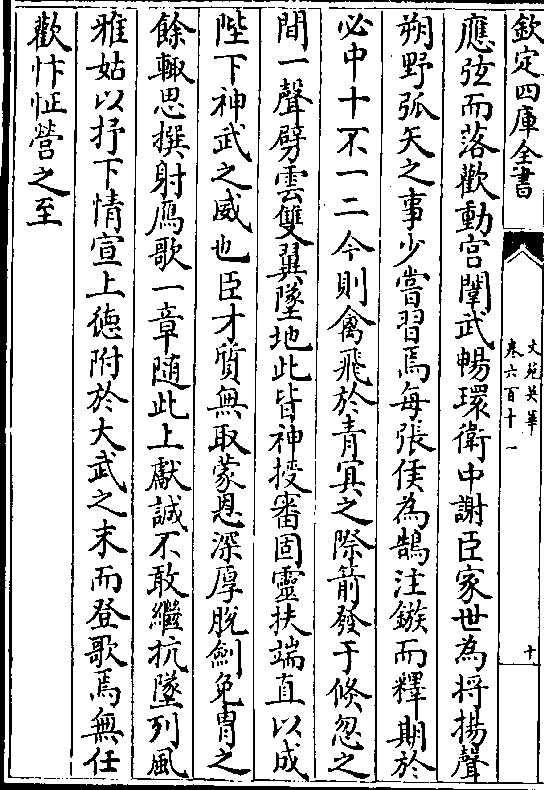 欽定四庫全書
文苑英華
卷六百十一
十
應弦而落歡動宫闈武暢環衛中謝臣家世為將揚聲
朔野弧矢之事少嘗習焉每張侯為鵠注鏃而釋期於
必中十不一二今則禽飛於青㝠之際箭發于倐忽之
間一聲劈雲雙翼墜地此皆神授審固靈扶端直以成
陛下神武之威也臣才質無取蒙恩深厚脫劍免胄之
餘輙思撰射鴈歌一章随此上獻誠不敢繼抗墜列風
雅姑以抒下情宣上徳附於大武之末而登歌焉無任
歡忭怔營之至